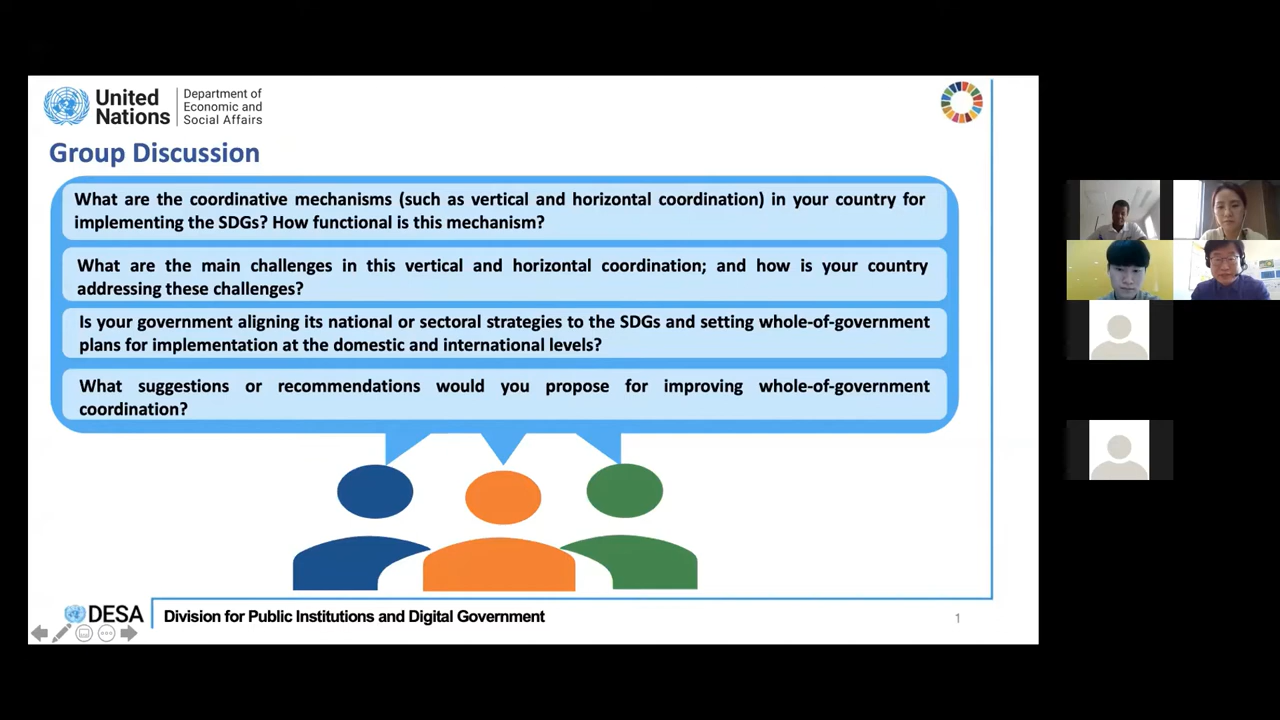 United
Nations
Department of
Economic and
Social Affairs
Group Discussion
What are the coordinative mechanisms (such as vertical and horizontal coordination) in your country for
implementing the SDGs? How functional is this mechanism?
What are the main challenges in this vertical and horizontal coordination; and how is your country
addressing these challenges?
Is your government aligning its national or sectoral strategies to the SDGs and setting whole-of-government
plans for implementation at the domestic and international levels?
What suggestions or recommendations would you propose for improving whole-of-government
coordination?
DESA
Division for Public Institutions and Digital Government
1